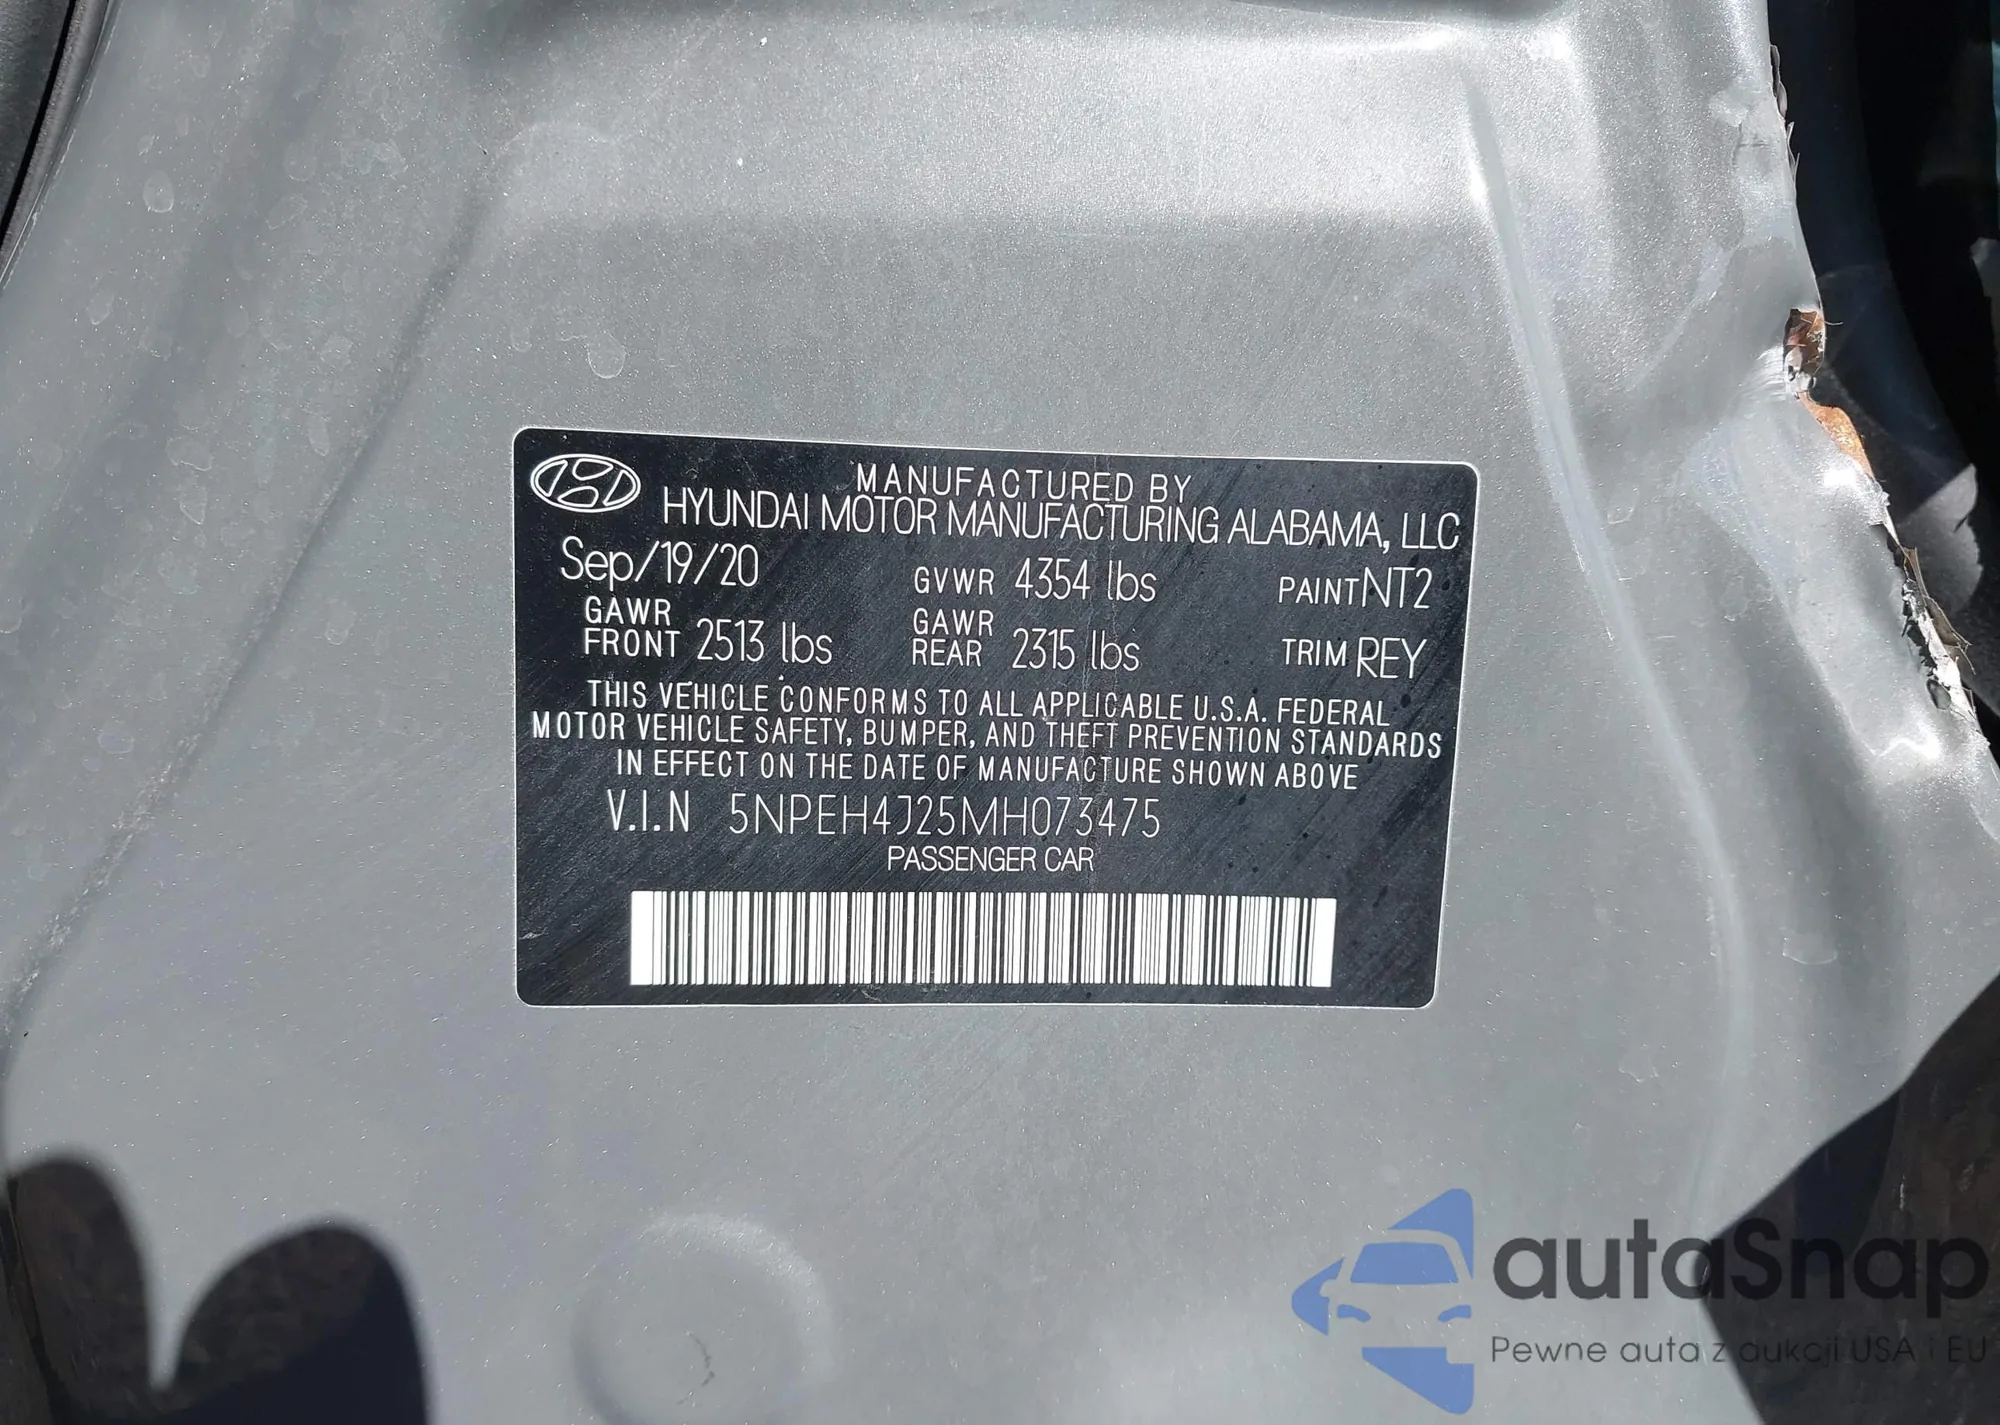 MANUFACTURED BY
HYUNDAI MOTOR MANUFACTURING ALABAMA, LLC
Sep/19/20 GVWR 4354 lbs PAINT NT2
GAWR FRONT 2513 lbs GAWR REAR 2315 lbs TRIM REY
THIS VEHICLE CONFORMS TO ALL APPLICABLE U.S.A. FEDERAL
MOTOR VEHICLE SAFETY, BUMPER, AND THEFT PREVENTION STANDARDS
IN EFFECT ON THE DATE OF MANUFACTURE SHOWN ABOVE
V.I.N 5NPEH4J25MH073475
PASSENGER CAR
autaSnap
Pewne auta z aukcji USA i EU